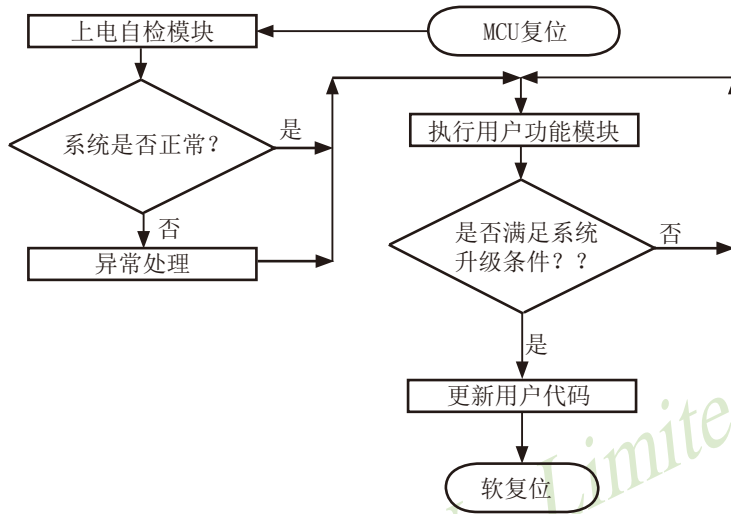 上电自检模块
MCU复位
系统是否正常？
是
执行用户功能模块
否
异常处理
是否满足系统
升级条件？？
否
是
更新用户代码
软复位
Limite